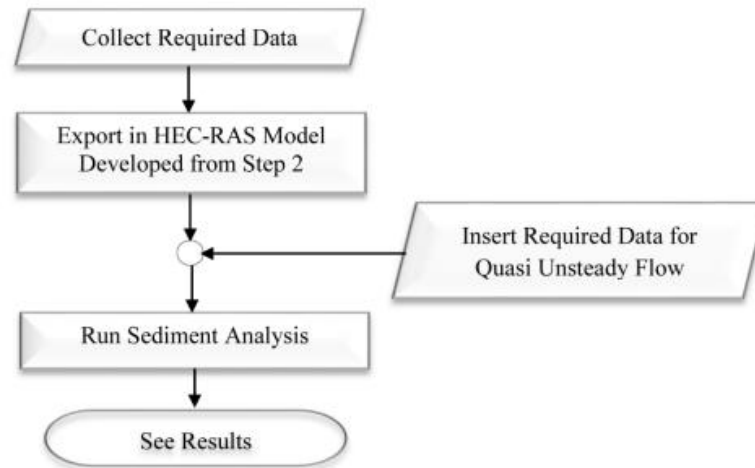 Collect Required Data
Export in HEC-RAS Model
Developed from Step 2
Insert Required Data for
Quasi Unsteady Flow
Run Sediment Analysis
See Results